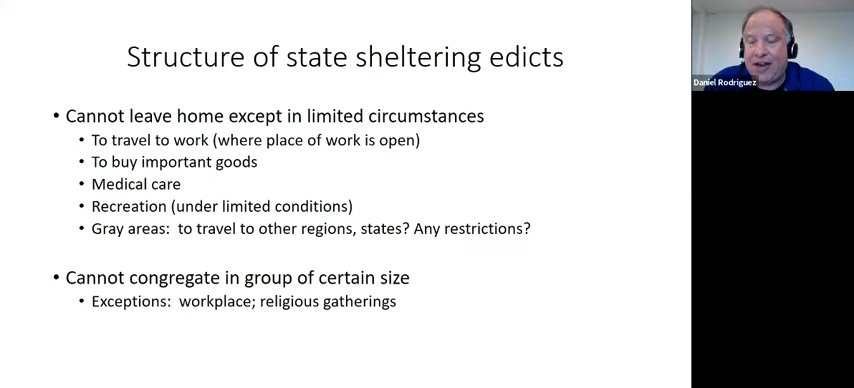 Structure of state sheltering edicts
• Cannot leave home except in limited circumstances
• To travel to work (where place of work is open)
• To buy important goods
• Medical care
• Recreation (under limited conditions)
• Gray areas:  to travel to other regions, states? Any restrictions?
• Cannot congregate in group of certain size
• Exceptions:  workplace; religious gatherings
Daniel Rodriguez